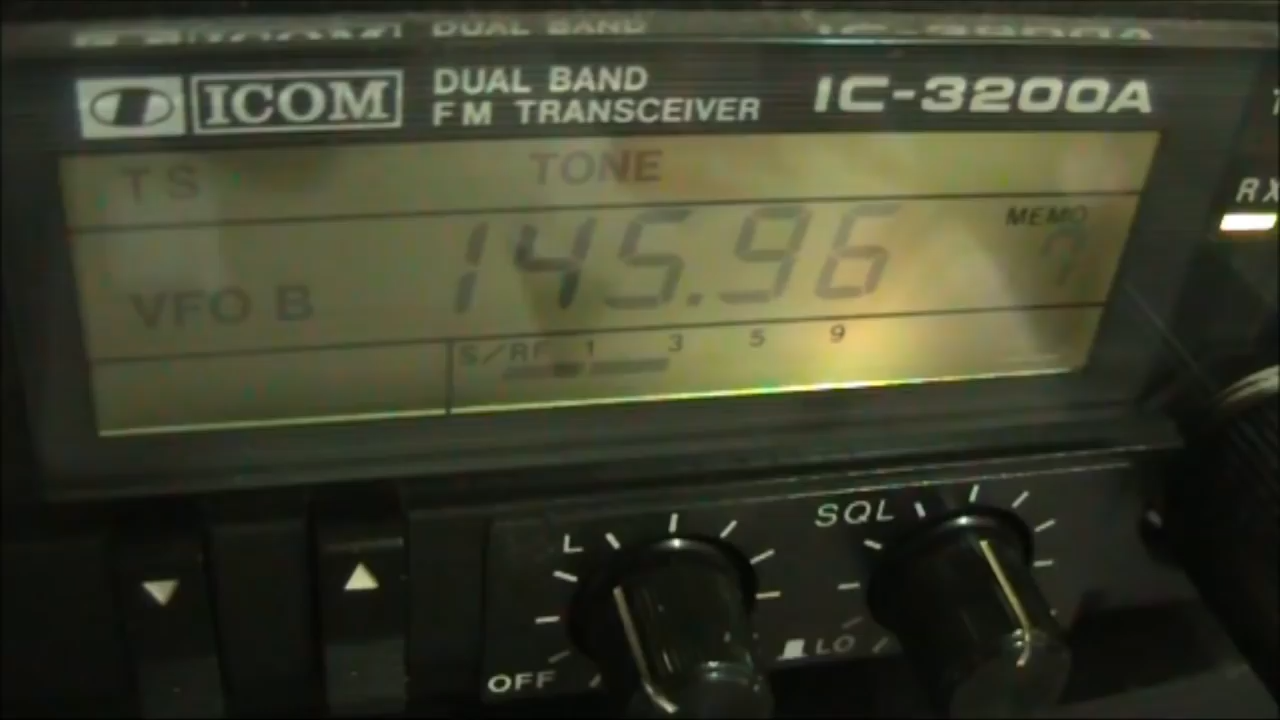 ICOM DUAL BAND IC-3200A
FM TRANSCEIVER
TS TONE
145.96 MEMO 7
VFO B
S/RF 1 3 5 9
RX
L SQL
LO
OFF